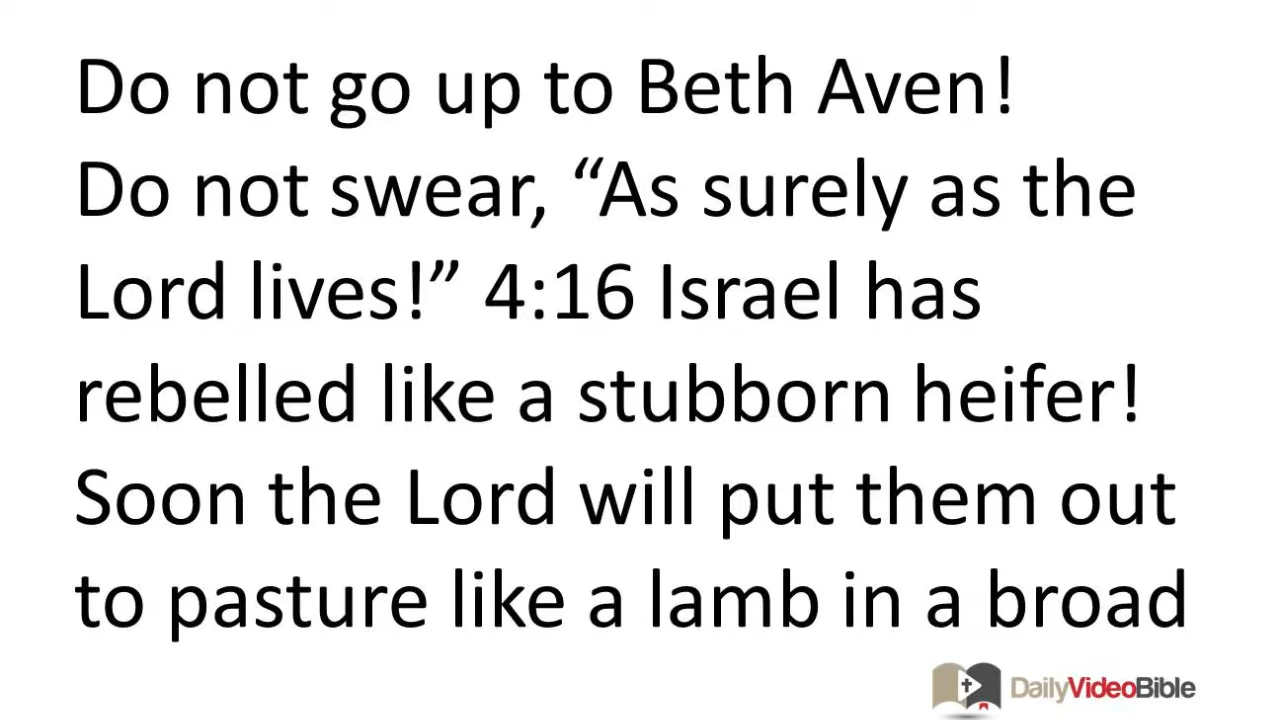 Do not go up to Beth Aven!
Do not swear, “As surely as the
Lord lives!” 4:16 Israel has
rebelled like a stubborn heifer!
Soon the Lord will put them out
to pasture like a lamb in a broad
DailyVideoBible